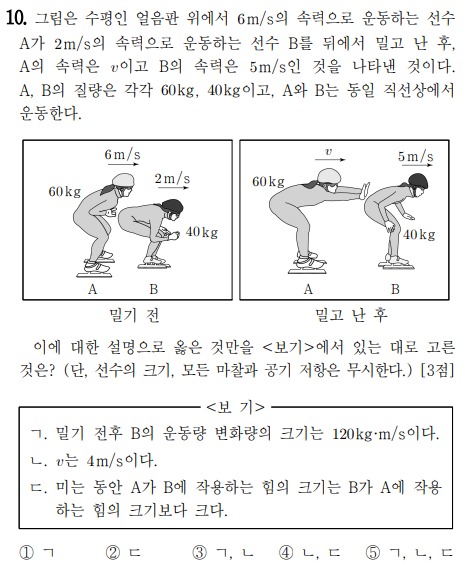 10. 그림은 수평인 얼음판 위에서 6m/s의 속력으로 운동하는 선수
A가 2m/s의 속력으로 운동하는 선수 B를 뒤에서 밀고 난 후,
A의 속력은 v이고 B의 속력은 5m/s인 것을 나타낸 것이다.
A, B의 질량은 각각 60kg, 40kg이고, A와 B는 동일 직선상에서
운동한다.
6m/s
60kg
2m/s
40kg
A B
밀기 전
v
5m/s
60kg
40kg
A B
밀고 난 후
이에 대한 설명으로 옳은 것만을 <보기>에서 있는 대로 고른
것은? (단, 선수의 크기, 모든 마찰과 공기 저항은 무시한다.) [3점]
<보 기>
ㄱ. 밀기 전후 B의 운동량 변화량의 크기는 120kg·m/s이다.
ㄴ. v는 4m/s이다.
ㄷ. 미는 동안 A가 B에 작용하는 힘의 크기는 B가 A에 작용
하는 힘의 크기보다 크다.
① ㄱ ② ㄷ ③ ㄱ, ㄴ ④ ㄴ, ㄷ ⑤ ㄱ, ㄴ, ㄷ